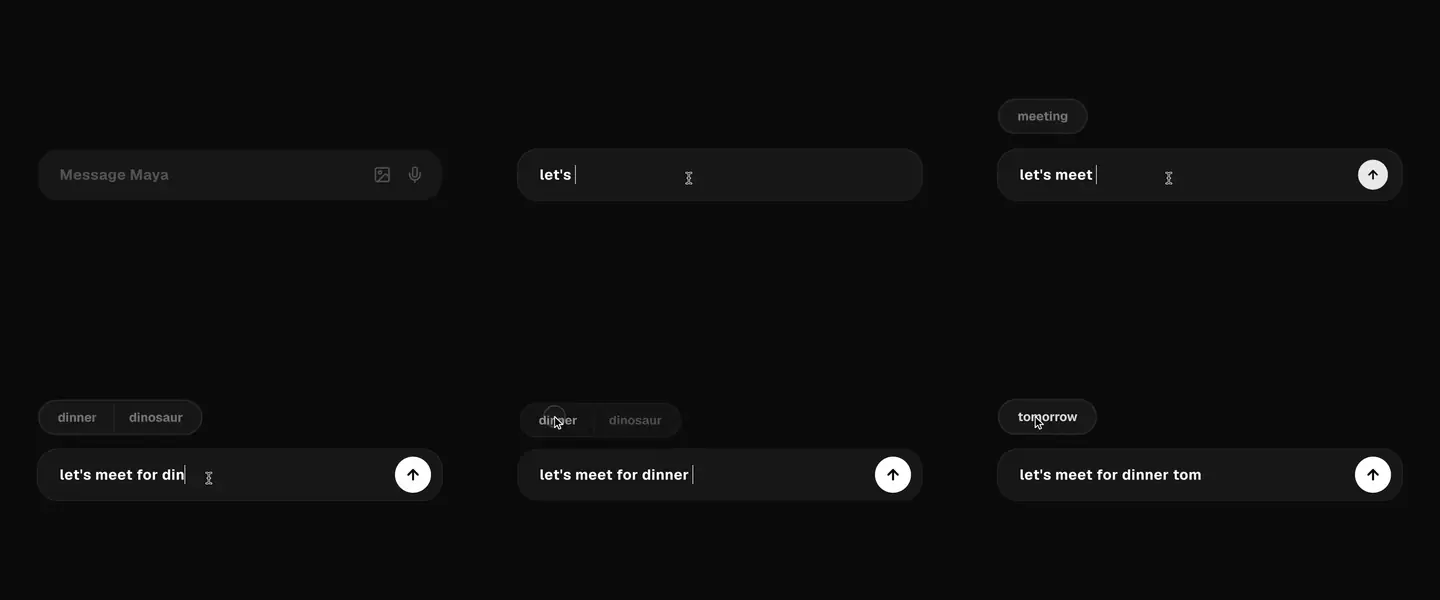 Message Maya
let's
meeting
let's meet
dinner dinosaur
let's meet for din
dinner dinosaur
let's meet for dinner
tomorrow
let's meet for dinner tom